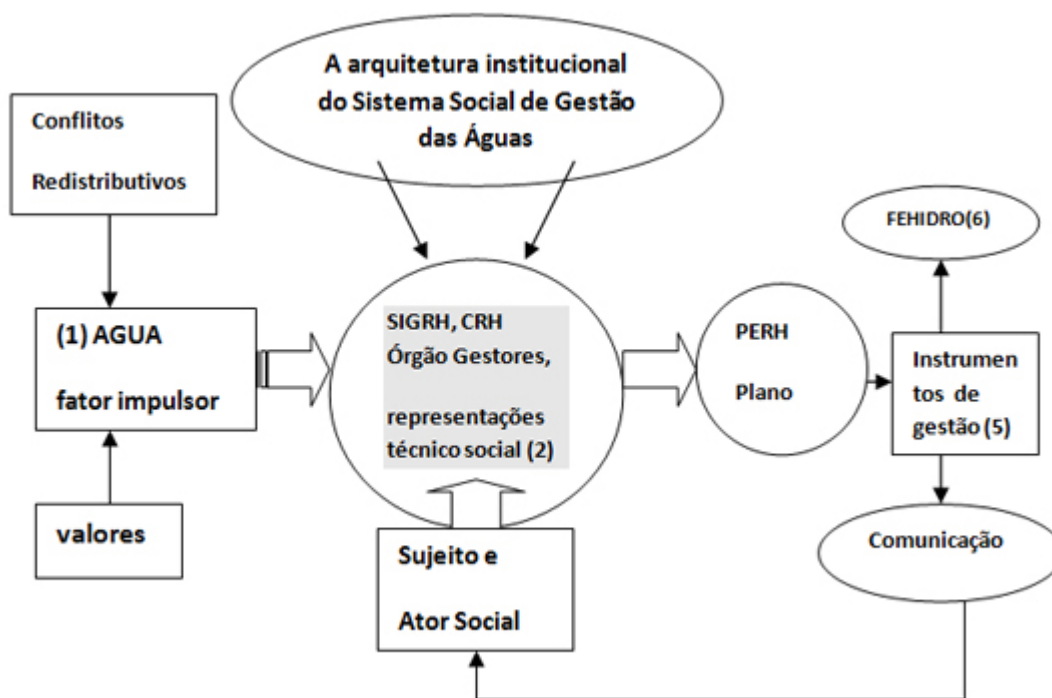 A arquitetura institucional
do Sistema Social de Gestão
das Águas
Conflitos
Redistributivos
FEHIDRO(6)
(1) AGUA
fator impulsor
SIGRH, CRH
Órgão Gestores,
representações
técnico social (2)
PERH
Plano
Instrumen
tos de
gestão (5)
valores
Sujeito e
Ator Social
Comunicação